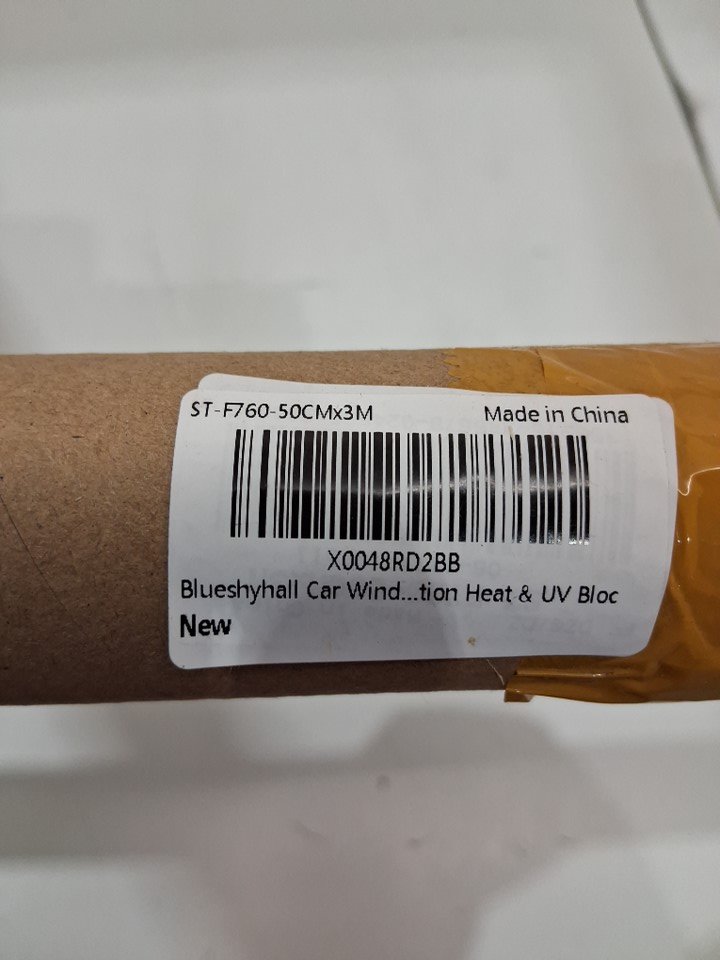 ST-F760-50CMx3M
Made in China
X0048RD2BB
Blueshyhall Car Wind...tion Heat & UV Bloc
New